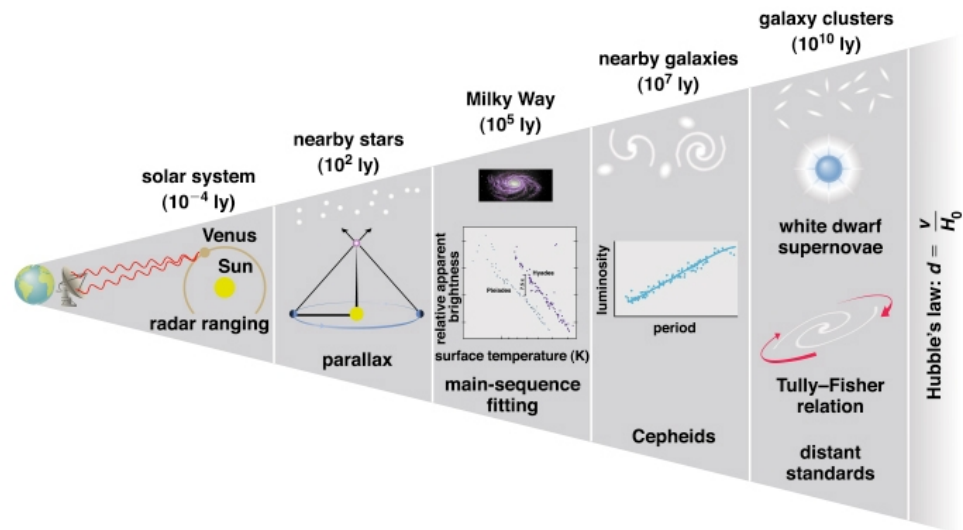 solar system
(10⁻⁴ ly)
Venus
Sun
radar ranging
nearby stars
(10² ly)
parallax
Milky Way
(10⁵ ly)
relative apparent
brightness
Pleiades
Hyades
surface temperature (K)
main-sequence
fitting
nearby galaxies
(10⁷ ly)
luminosity
period
Cepheids
galaxy clusters
(10¹⁰ ly)
white dwarf
supernovae
Tully–Fisher
relation
distant
standards
Hubble's law: d = v/H₀